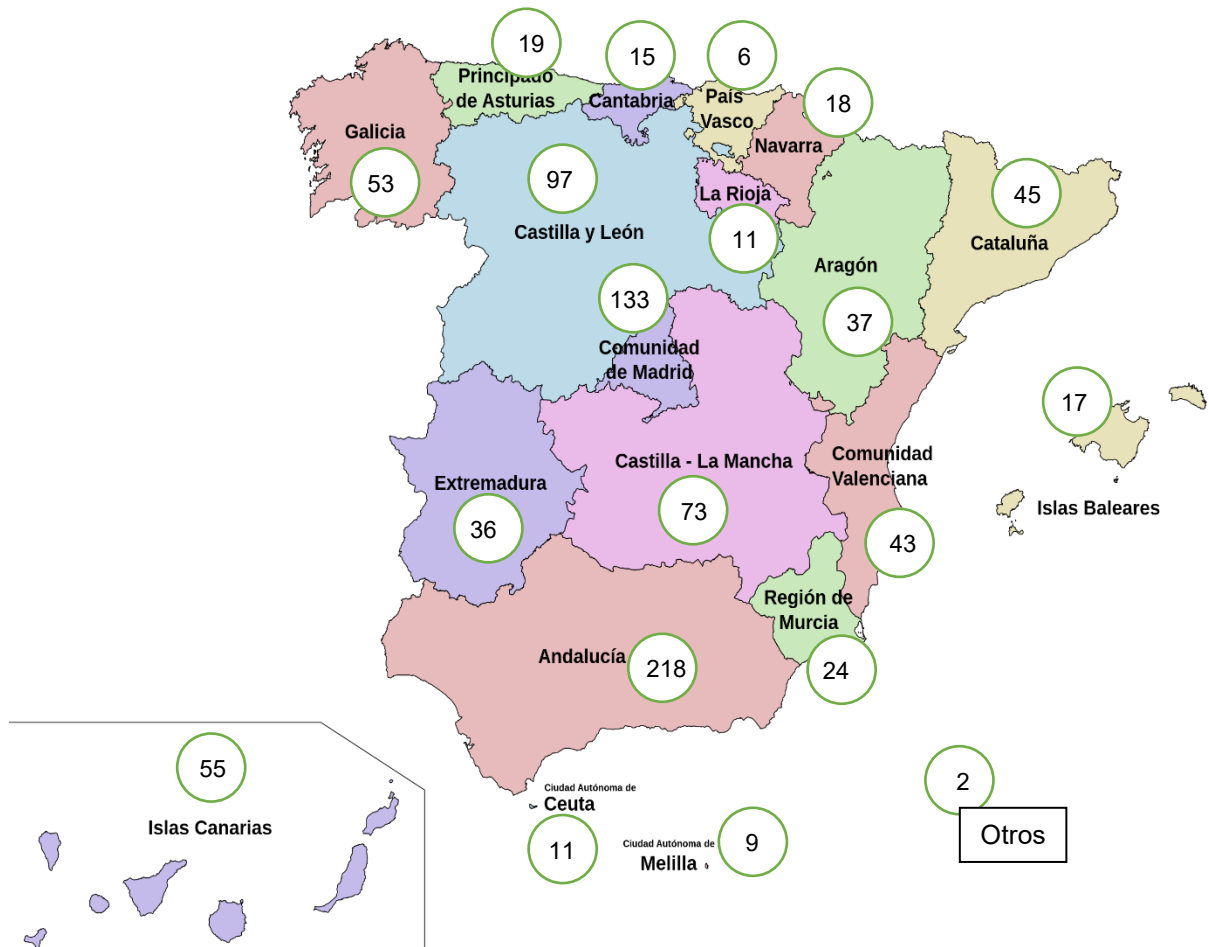 19
Principado
de Asturias
15
Cantabria
6
País
Vasco
18
Navarra
Galicia
53
97
Castilla y León
La Rioja
11
45
Cataluña
Aragón
37
133
Comunidad
de Madrid
17
Islas Baleares
Castilla - La Mancha
73
Comunidad
Valenciana
43
Extremadura
36
Región de
Murcia
24
Andalucía
218
55
Islas Canarias
Ciudad Autónoma de
Ceuta
11
Ciudad Autónoma de
Melilla
9
2
Otros